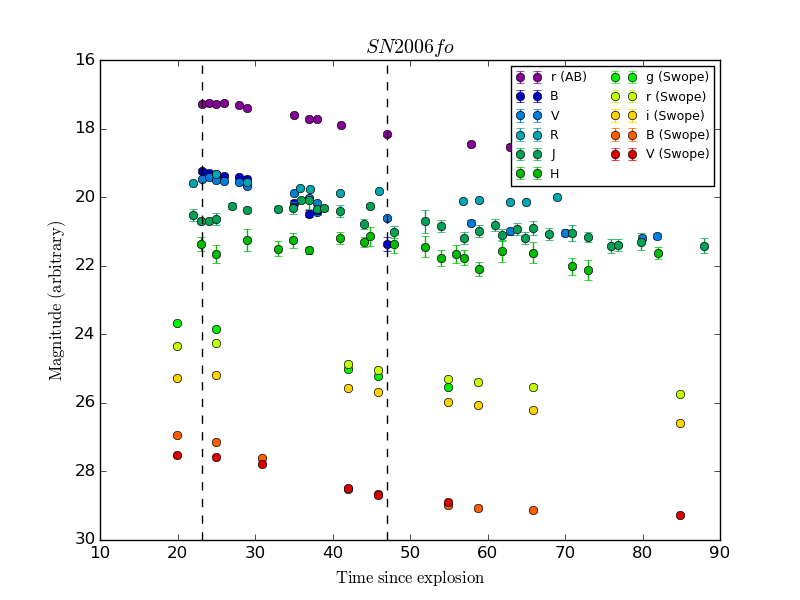 SN2006fo
16
18
20
22
24
26
28
30
Magnitude (arbitrary)
r (AB)
B
V
R
J
H
g (Swope)
r (Swope)
i (Swope)
B (Swope)
V (Swope)
10 20 30 40 50 60 70 80 90
Time since explosion